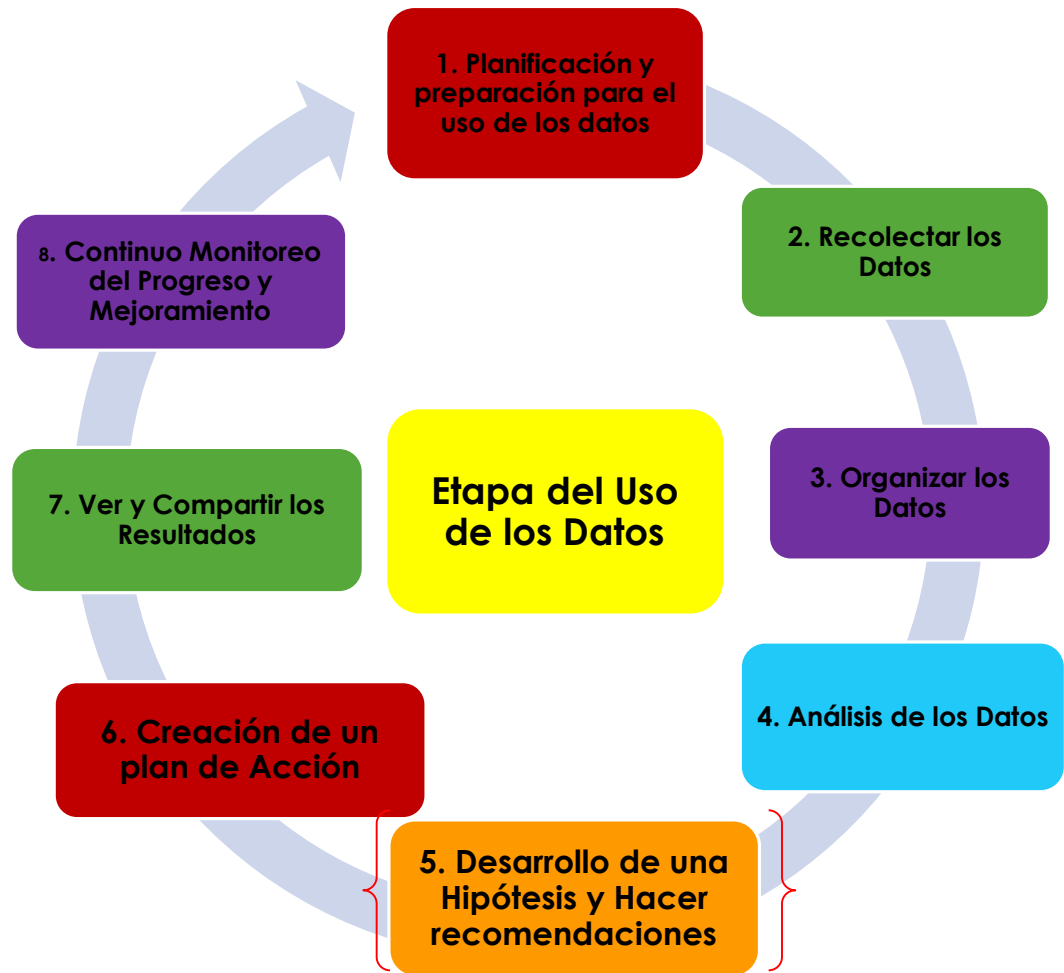 1. Planificación y
preparación para el
uso de los datos
2. Recolectar los
Datos
3. Organizar los
Datos
4. Análisis de los Datos
5. Desarrollo de una
Hipótesis y Hacer
recomendaciones
6. Creación de un
plan de Acción
7. Ver y Compartir los
Resultados
8. Continuo Monitoreo
del Progreso y
Mejoramiento
Etapa del Uso
de los Datos